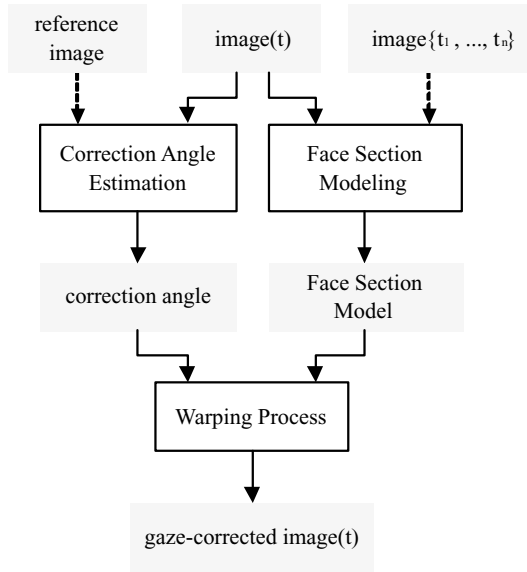 reference
image
image(t)
image{t₁ , ..., tₙ}
Correction Angle
Estimation
Face Section
Modeling
correction angle
Face Section
Model
Warping Process
gaze-corrected image(t)